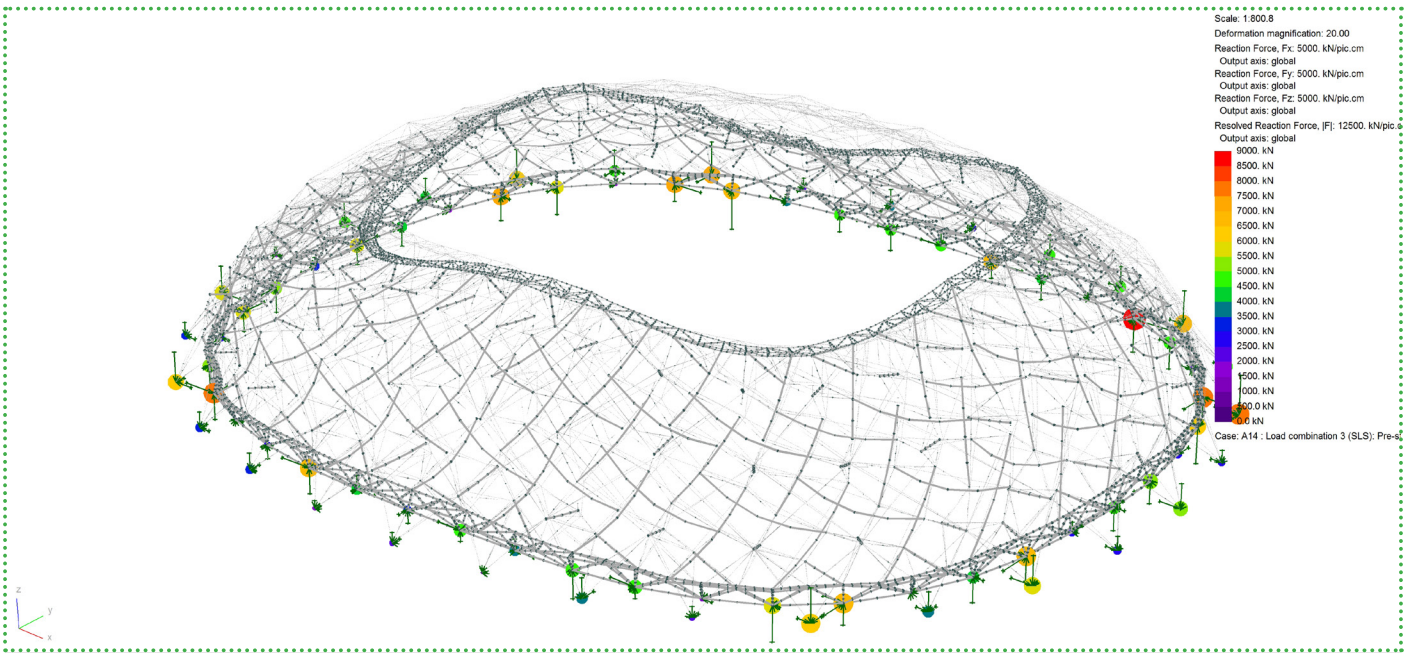 Scale: 1:800.8
Deformation magnification: 20.00
Reaction Force, Fx: 5000. kN/pic.cm
Output axis: global
Reaction Force, Fy: 5000. kN/pic.cm
Output axis: global
Reaction Force, Fz: 5000. kN/pic.cm
Output axis: global
Resolved Reaction Force, |F|: 12500. kN/pic.c
Output axis: global
9000. kN
8500. kN
8000. kN
7500. kN
7000. kN
6500. kN
6000. kN
5500. kN
5000. kN
4500. kN
4000. kN
3500. kN
3000. kN
2500. kN
2000. kN
1500. kN
1000. kN
500.0 kN
0.0 kN
Case: A14 : Load combination 3 (SLS): Pre-s
z
y
x